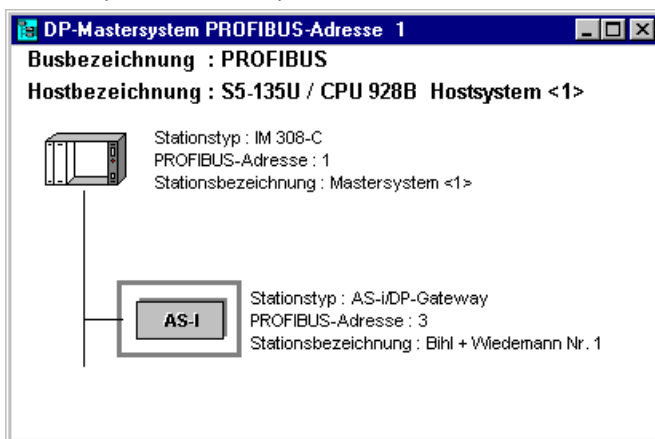 DP-Mastersystem PROFIBUS-Adresse 1
Busbezeichnung : PROFIBUS
Hostbezeichnung : S5-135U / CPU 928B Hostsystem <1>
Stationstyp : IM 308-C
PROFIBUS-Adresse : 1
Stationsbezeichnung : Mastersystem <1>
AS-I
Stationstyp : AS-i/DP-Gateway
PROFIBUS-Adresse : 3
Stationsbezeichnung : Bihl + Wiedemann Nr. 1